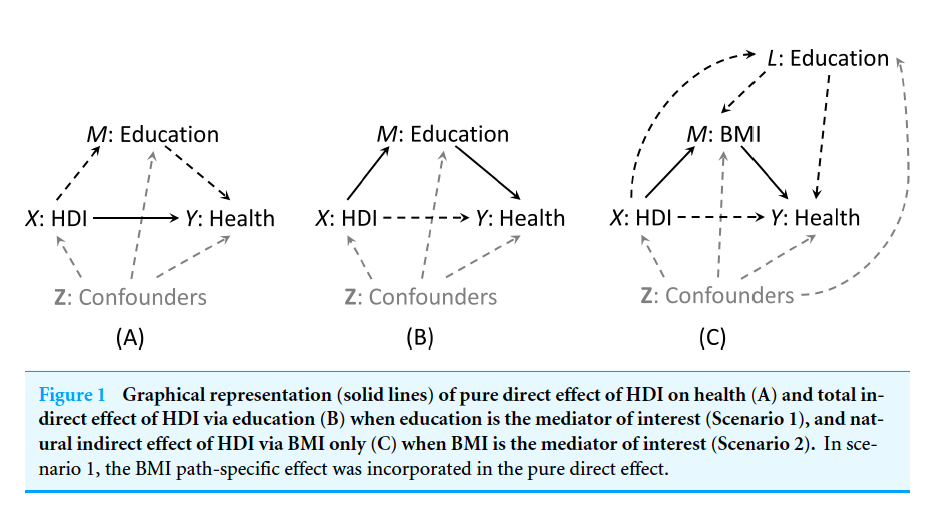 L: Education
M: Education
M: Education
M: BMI
X: HDI
Y: Health
X: HDI
Y: Health
X: HDI
Y: Health
Z: Confounders
Z: Confounders
Z: Confounders
(A)
(B)
(C)
Figure 1 Graphical representation (solid lines) of pure direct effect of HDI on health (A) and total in-
direct effect of HDI via education (B) when education is the mediator of interest (Scenario 1), and nat-
ural indirect effect of HDI via BMI only (C) when BMI is the mediator of interest (Scenario 2). In sce-
nario 1, the BMI path-specific effect was incorporated in the pure direct effect.